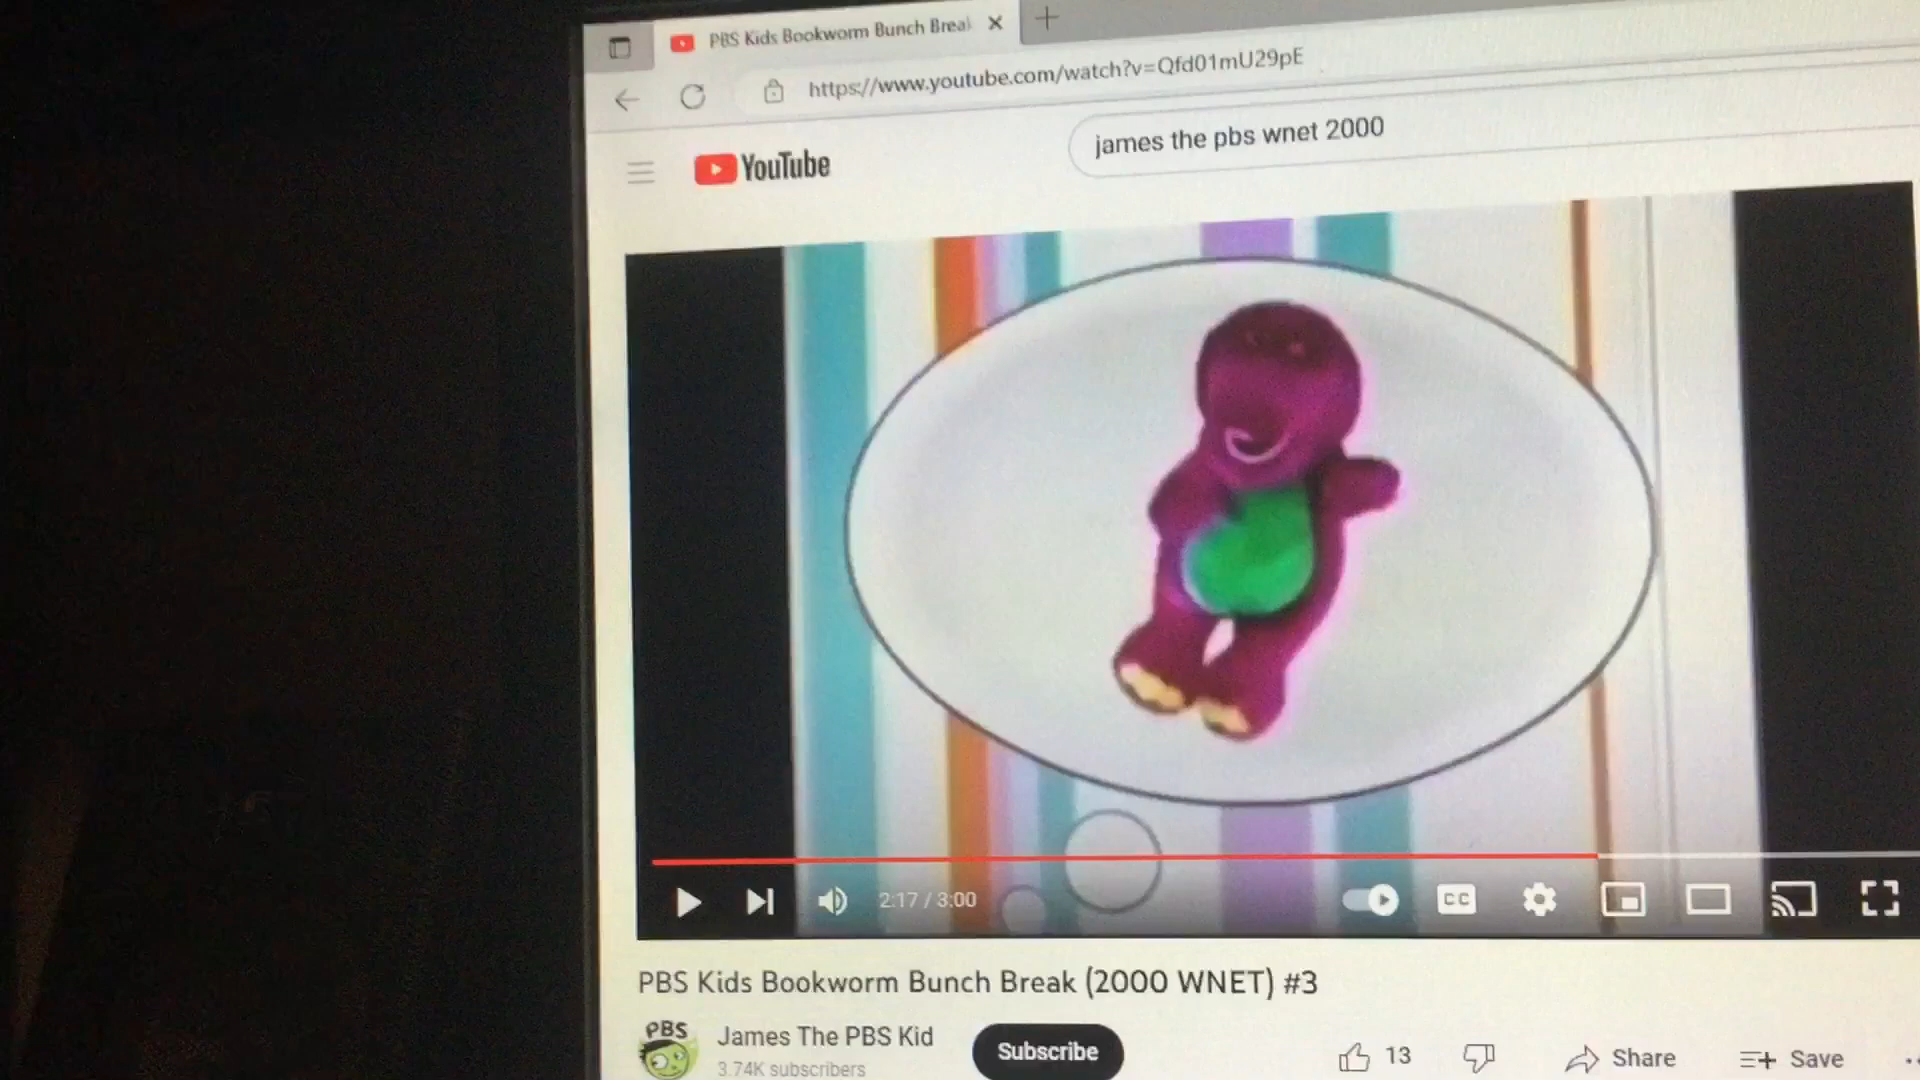 PBS Kids Bookworm Bunch Break
https://www.youtube.com/watch?v=Qfd01mU29pE
YouTube
james the pbs wnet 2000
2:17 / 3:00
CC
PBS Kids Bookworm Bunch Break (2000 WNET) #3
PBS
James The PBS Kid
3.74K subscribers
Subscribe
13
Share
Save